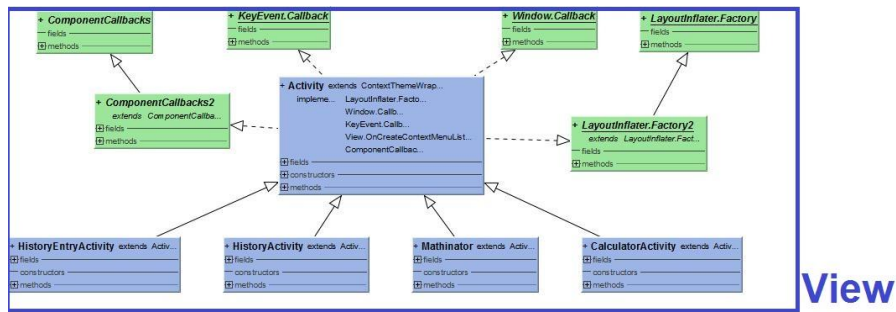 + ComponentCallbacks
fields
methods
+ KeyEvent.Callback
fields
methods
+ Window.Callback
fields
methods
+ LayoutInflater.Factory
fields
methods
+ ComponentCallbacks2
extends ComponentCallba...
fields
methods
+ Activity extends ContextThemeWrap...
impleme... LayoutInflater.Facto...
Window.Callb...
KeyEvent.Callb...
View.OnCreateContextMenuList...
ComponentCallbac...
fields
constructors
methods
+ LayoutInflater.Factory2
extends LayoutInflater.Fact...
fields
methods
+ HistoryEntryActivity extends Activ...
fields
constructors
methods
+ HistoryActivity extends Activ...
fields
constructors
methods
+ Mathinator extends Activ...
fields
constructors
methods
+ CalculatorActivity extends Activ...
fields
constructors
methods
View